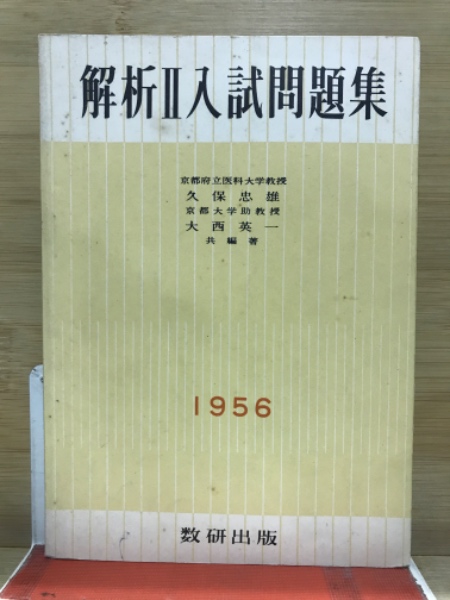 解析Ⅱ入試問題集
京都府立医科大学教授
久保忠雄
京都大学助教授
大西英一
共編著
1956
数研出版